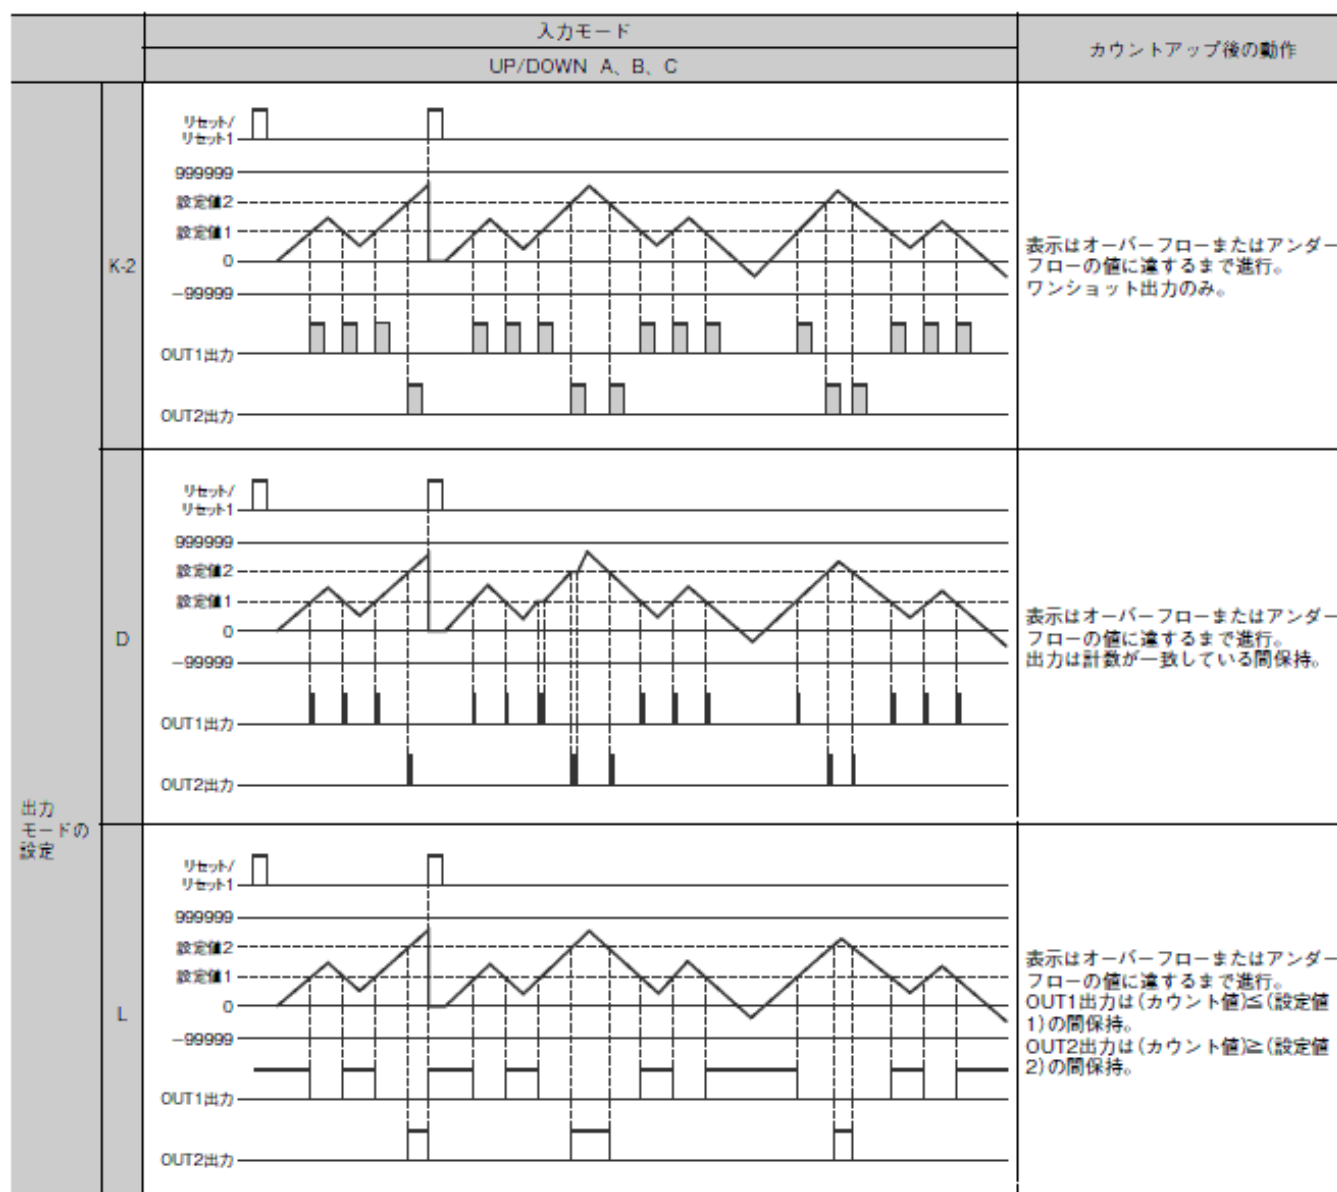 入力モード
カウントアップ後の動作
UP/DOWN A、B、C
出力
モードの
設定
K-2
リセット/
リセット1
999999
設定値2
設定値1
0
-99999
OUT1出力
OUT2出力
表示はオーバーフローまたはアンダー
フローの値に達するまで進行。
ワンショット出力のみ。
D
リセット/
リセット1
999999
設定値2
設定値1
0
-99999
OUT1出力
OUT2出力
表示はオーバーフローまたはアンダー
フローの値に達するまで進行。
出力は計数が一致している間保持。
L
リセット/
リセット1
999999
設定値2
設定値1
0
-99999
OUT1出力
OUT2出力
表示はオーバーフローまたはアンダー
フローの値に達するまで進行。
OUT1出力は(カウント値)≦(設定値
1)の間保持。
OUT2出力は(カウント値)≧(設定値
2)の間保持。